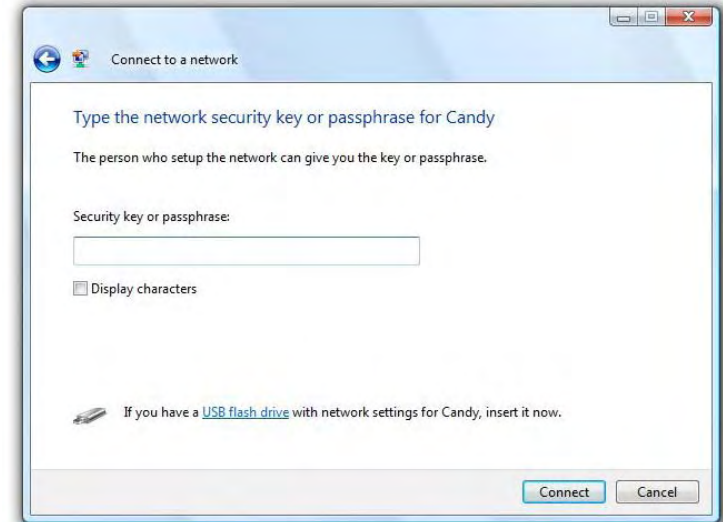 Connect to a network
Type the network security key or passphrase for Candy
The person who setup the network can give you the key or passphrase.
Security key or passphrase:
Display characters
If you have a USB flash drive with network settings for Candy, insert it now.
Connect Cancel